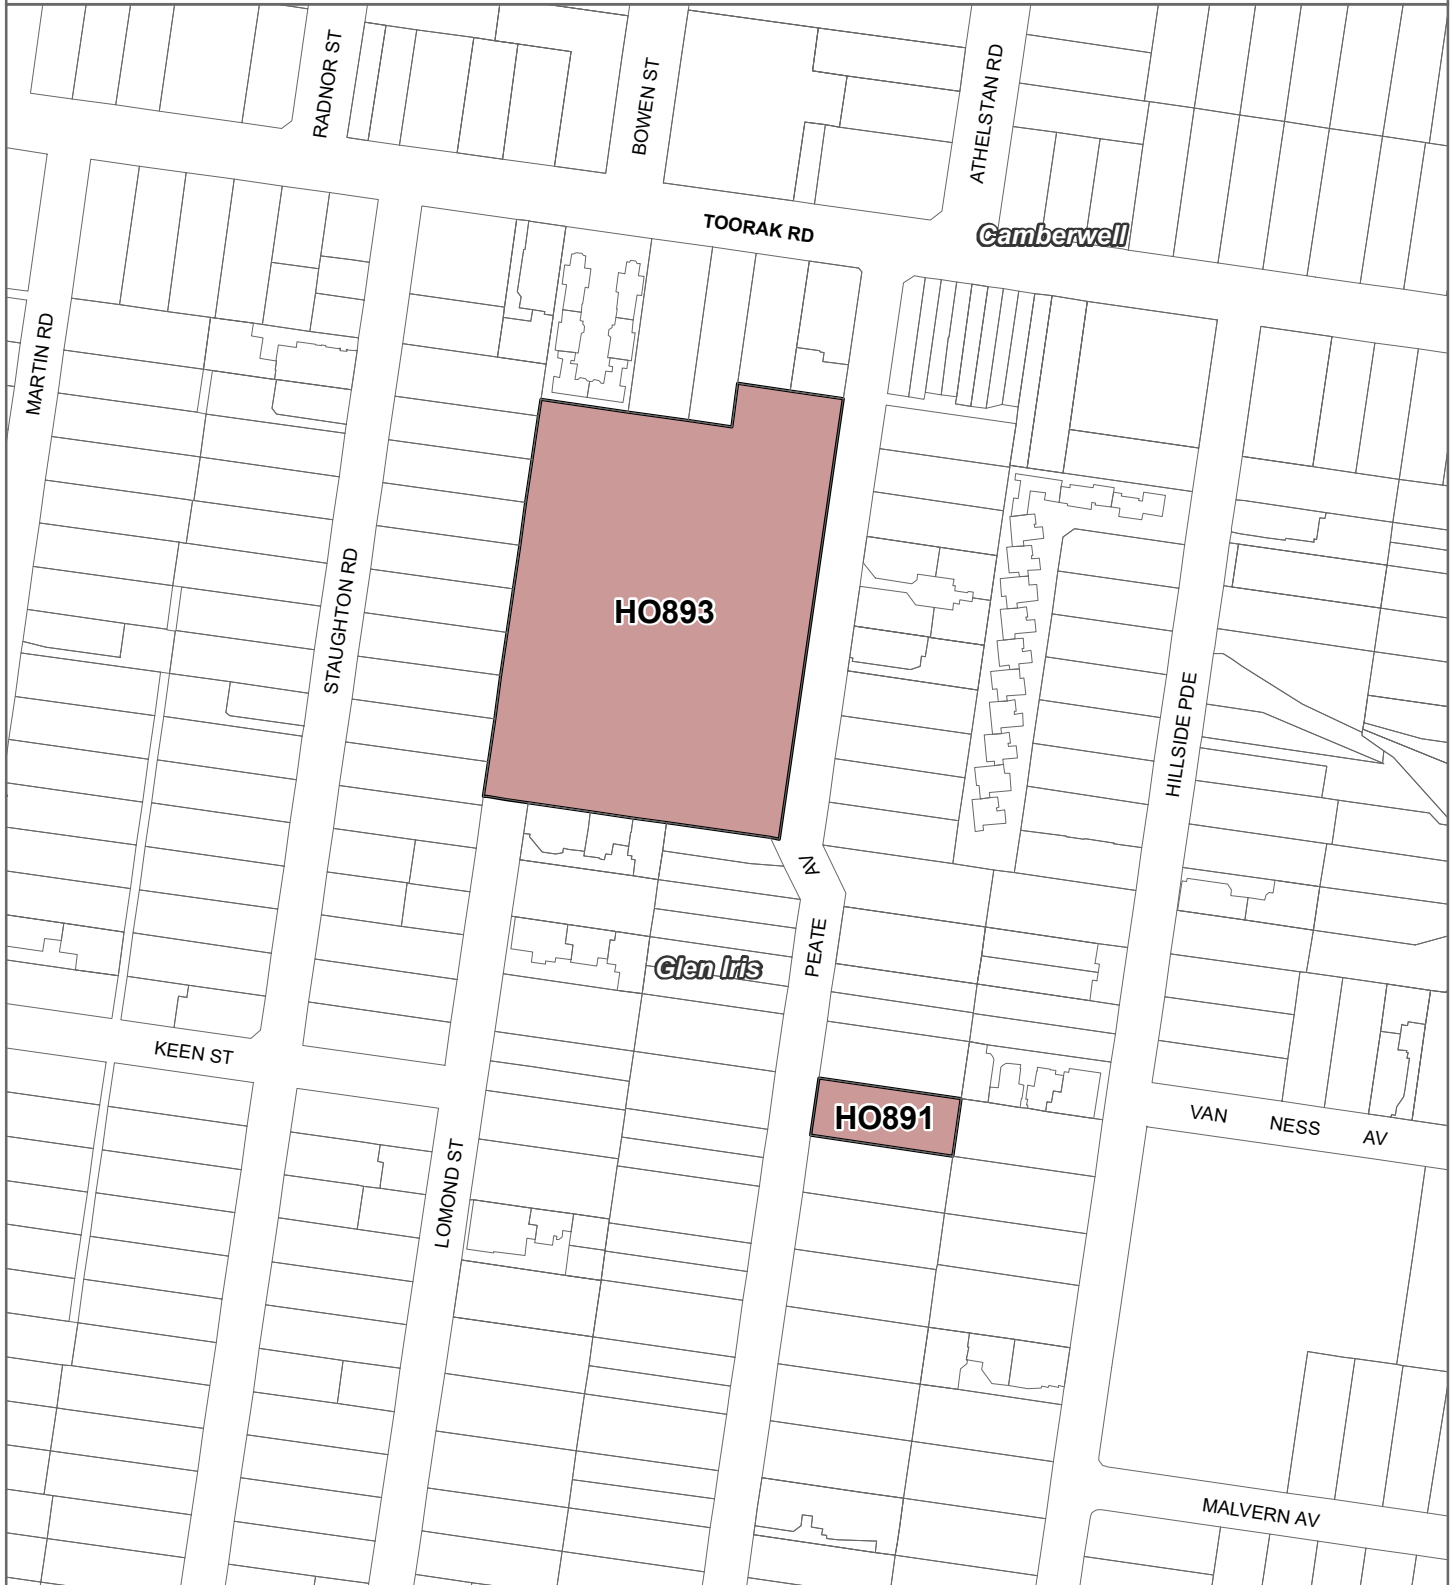 RADNOR ST
BOWEN ST
ATHELSTAN RD
TOORAK RD
Camberwell
MARTIN RD
STAUGHTON RD
HO893
HILLSIDE PDE
AV
PEATE
Glen Iris
KEEN ST
HO891
VAN NESS AV
LOMOND ST
MALVERN AV